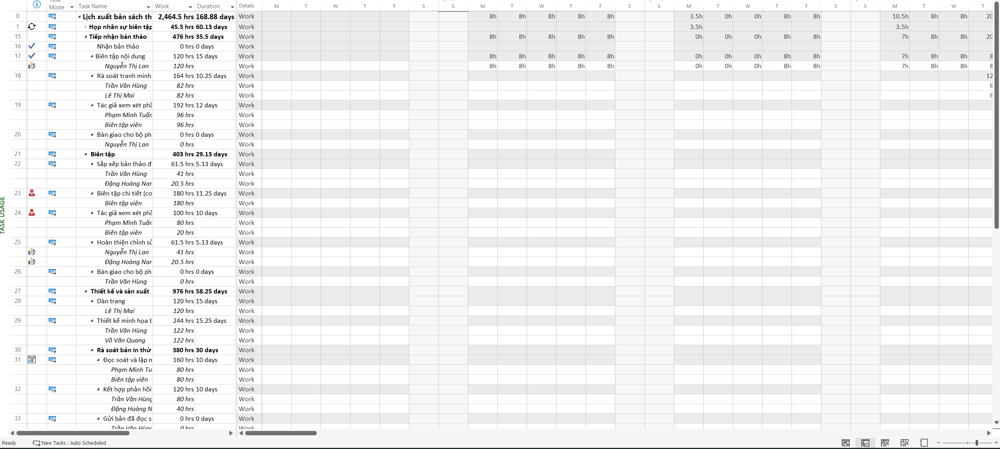 Mode Task Name Work Duration Details M T W T F S S M T W T F S S M T W T F S S M T W T
0 Lịch xuất bản sách th 2,464.5 hrs 168.88 days Work 8h 8h 8h 8h 8h 3.5h 0h 0h 8h 8h 10.5h 8h 8h 20
1 Họp nhân sự biên tập 45.5 hrs 60.13 days Work 3.5h 3.5h
15 Tiếp nhận bản thảo 476 hrs 35.5 days Work 8h 8h 8h 8h 8h 0h 0h 0h 8h 8h 7h 8h 8h 20
16 Nhận bản thảo 0 hrs 0 days Work
17 Biên tập nội dung 120 hrs 15 days Work 8h 8h 8h 8h 8h 0h 0h 0h 8h 8h 7h 8h 8h 8
Nguyễn Thị Lan 120 hrs Work 8h 8h 8h 8h 8h 0h 0h 0h 8h 8h 7h 8h 8h 8
18 Rà soát tranh minh 164 hrs 10.25 days Work 12
Trần Văn Hùng 82 hrs Work 6
Lê Thị Mai 82 hrs Work 6
19 Tác giả xem xét phầ 192 hrs 12 days Work
Phạm Minh Tuấn 96 hrs Work
Biên tập viên 96 hrs Work
20 Bàn giao cho bộ ph 0 hrs 0 days Work
Nguyễn Thị Lan 0 hrs Work
21 Biên tập 403 hrs 29.13 days Work
22 Sắp xếp bản thảo đ 61.5 hrs 5.13 days Work
Trần Văn Hùng 41 hrs Work
Đặng Hoàng Nar 20.5 hrs Work
23 Biên tập chi tiết (co 180 hrs 11.25 days Work
Biên tập viên 180 hrs Work
24 Tác giả xem xét phầ 100 hrs 10 days Work
Phạm Minh Tuấn 80 hrs Work
Biên tập viên 20 hrs Work
25 Hoàn thiện chỉnh sử 61.5 hrs 5.13 days Work
Nguyễn Thị Lan 41 hrs Work
Đặng Hoàng Nar 20.5 hrs Work
26 Bàn giao cho bộ ph 0 hrs 0 days Work
Trần Văn Hùng 0 hrs Work
27 Thiết kế và sản xuất 976 hrs 58.25 days Work
28 Dàn trang 120 hrs 15 days Work
Lê Thị Mai 120 hrs Work
29 Thiết kế minh họa b 244 hrs 15.25 days Work
Trần Văn Hùng 122 hrs Work
Võ Văn Quang 122 hrs Work
30 Rà soát bản in thử 380 hrs 30 days Work
31 Đọc soát và lập n 160 hrs 10 days Work
Phạm Minh Tu 80 hrs Work
Biên tập viên 80 hrs Work
32 Kết hợp phản hồi 120 hrs 10 days Work
Trần Văn Hùng 80 hrs Work
Đặng Hoàng N 40 hrs Work
33 Gửi bản đã đọc s 0 hrs 0 days Work
Trần Văn Hùng 0 hrs Work
TASK USAGE
Ready New Tasks : Auto Scheduled